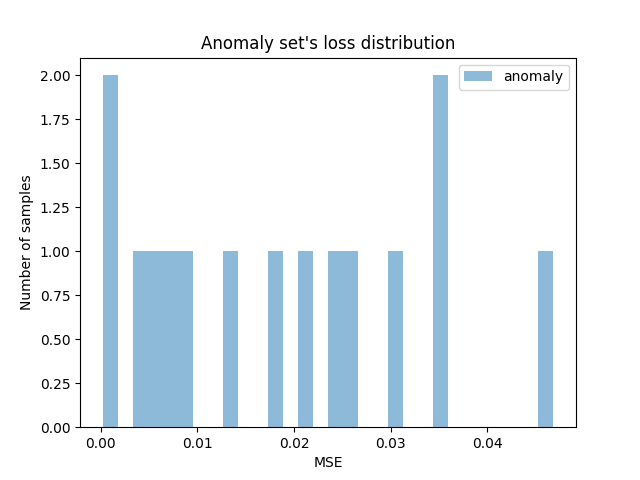 Anomaly set's loss distribution
anomaly
Number of samples
2.00
1.75
1.50
1.25
1.00
0.75
0.50
0.25
0.00
0.00 0.01 0.02 0.03 0.04
MSE